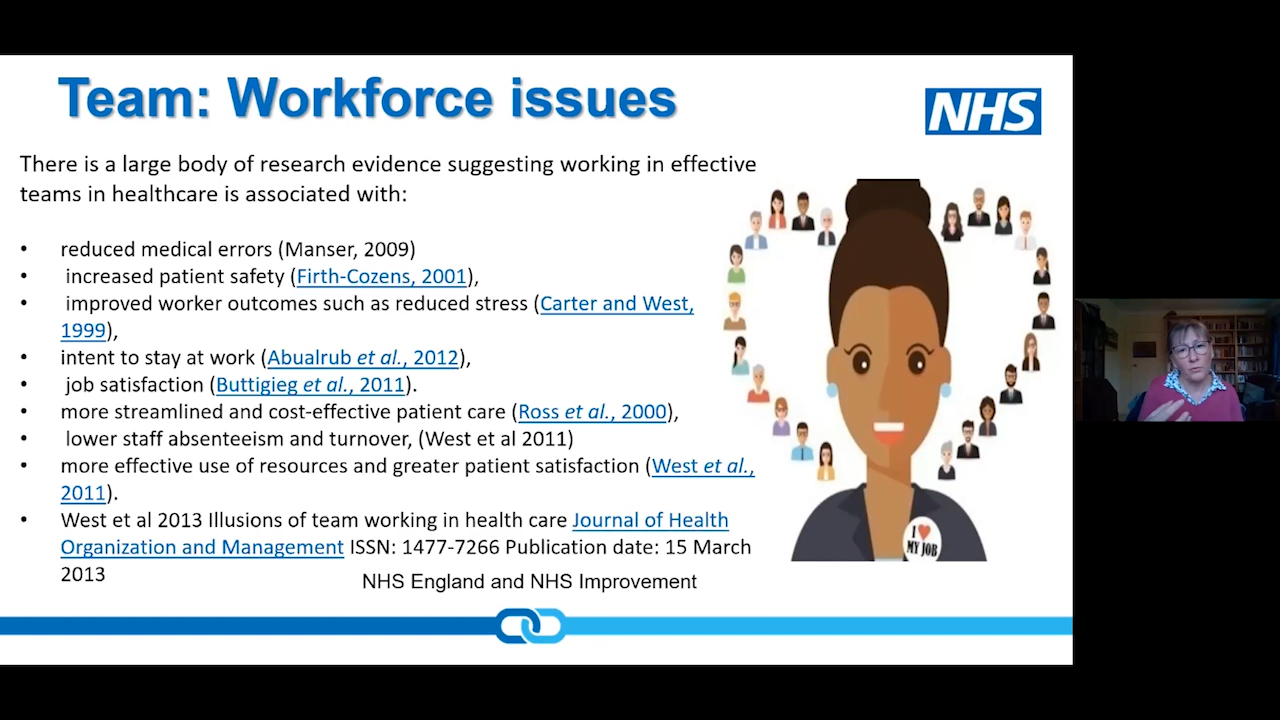 Team: Workforce issues
NHS
There is a large body of research evidence suggesting working in effective
teams in healthcare is associated with:
• reduced medical errors (Manser, 2009)
• increased patient safety (Firth-Cozens, 2001),
• improved worker outcomes such as reduced stress (Carter and West,
1999),
• intent to stay at work (Abualrub et al., 2012),
• job satisfaction (Buttigieg et al., 2011).
• more streamlined and cost-effective patient care (Ross et al., 2000),
• lower staff absenteeism and turnover, (West et al 2011)
• more effective use of resources and greater patient satisfaction (West et al.,
2011).
• West et al 2013 Illusions of team working in health care Journal of Health
Organization and Management ISSN: 1477-7266 Publication date: 15 March
2013
I
MY JOB
NHS England and NHS Improvement